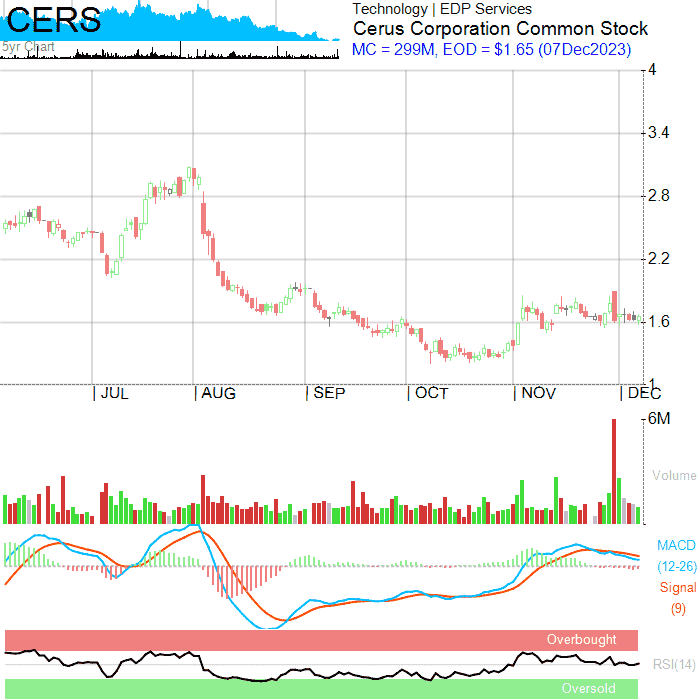 CERS
5yr Chart
Technology | EDP Services
Cerus Corporation Common Stock
MC = 299M, EOD = $1.65 (07Dec2023)
4
3.4
2.8
2.2
1.6
1
| JUL | AUG | SEP | OCT | NOV | DEC
6M
Volume
MACD
(12-26)
Signal
(9)
Overbought
RSI(14)
Oversold